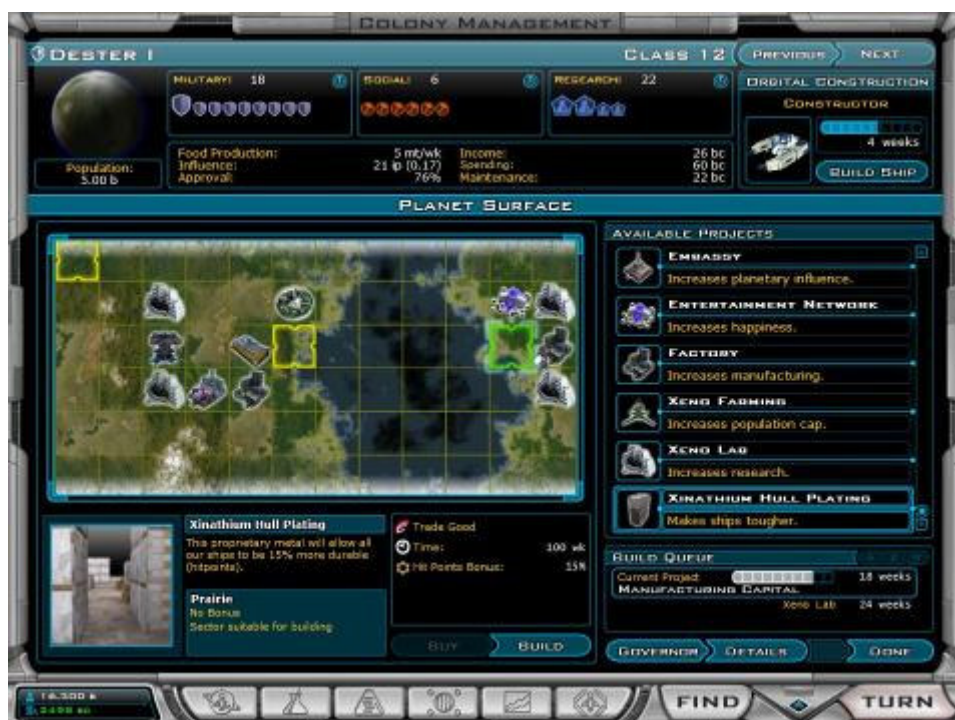 COLONY MANAGEMENT
DESTER I
CLASS 12
PREVIOUS
NEXT
MILITARY: 18
SOCIAL: 6
RESEARCH: 22
ORBITAL CONSTRUCTION
CONSTRUCTOR
4 weeks
BUILD SHIP
Population:
5.00 b
Food Production: 5 mt/wk
Influence: 21 ip (0.17)
Approval: 76%
Income: 26 bc
Spending: 60 bc
Maintenance: 22 bc
PLANET SURFACE
AVAILABLE PROJECTS
EMBASSY
Increases planetary influence.
ENTERTAINMENT NETWORK
Increases happiness.
FACTORY
Increases manufacturing.
XENO FARMING
Increases population cap.
XENO LAB
Increases research.
XINATHIUM HULL PLATING
Makes ships tougher.
Xinathium Hull Plating
This proprietary metal will allow all
our ships to be 15% more durable
(hitpoints).
Prairie
No Bonus
Sector suitable for building
Trade Good
Time: 100 wk
Hit Points Bonus: 15%
BUY
BUILD
BUILD QUEUE
Current Project 18 weeks
MANUFACTURING CAPITAL
Xeno Lab 24 weeks
GOVERNOR
DETAILS
DONE
FIND
TURN